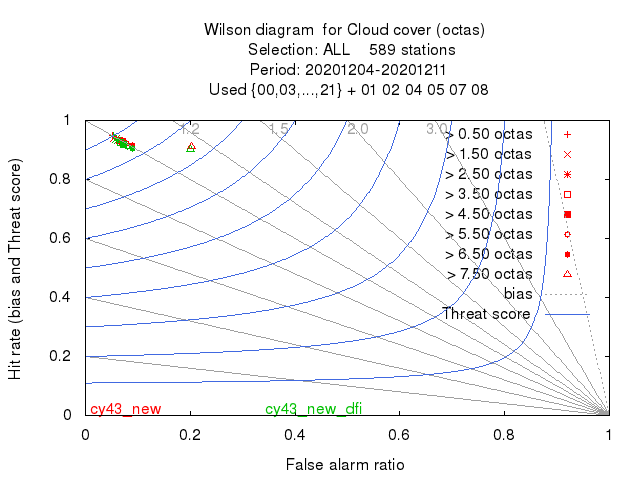 Wilson diagram  for Cloud cover (octas)
Selection: ALL    589 stations
Period: 20201204-20201211
Used {00,03,...,21} + 01 02 04 05 07 08
1
0.8
0.6
0.4
0.2
0
Hit rate (bias and Threat score)
1.2
1.5
2.0
3.0
> 0.50 octas
> 1.50 octas
> 2.50 octas
> 3.50 octas
> 4.50 octas
> 5.50 octas
> 6.50 octas
> 7.50 octas
bias
Threat score
cy43_new
cy43_new_dfi
0
0.2
0.4
0.6
0.8
1
False alarm ratio